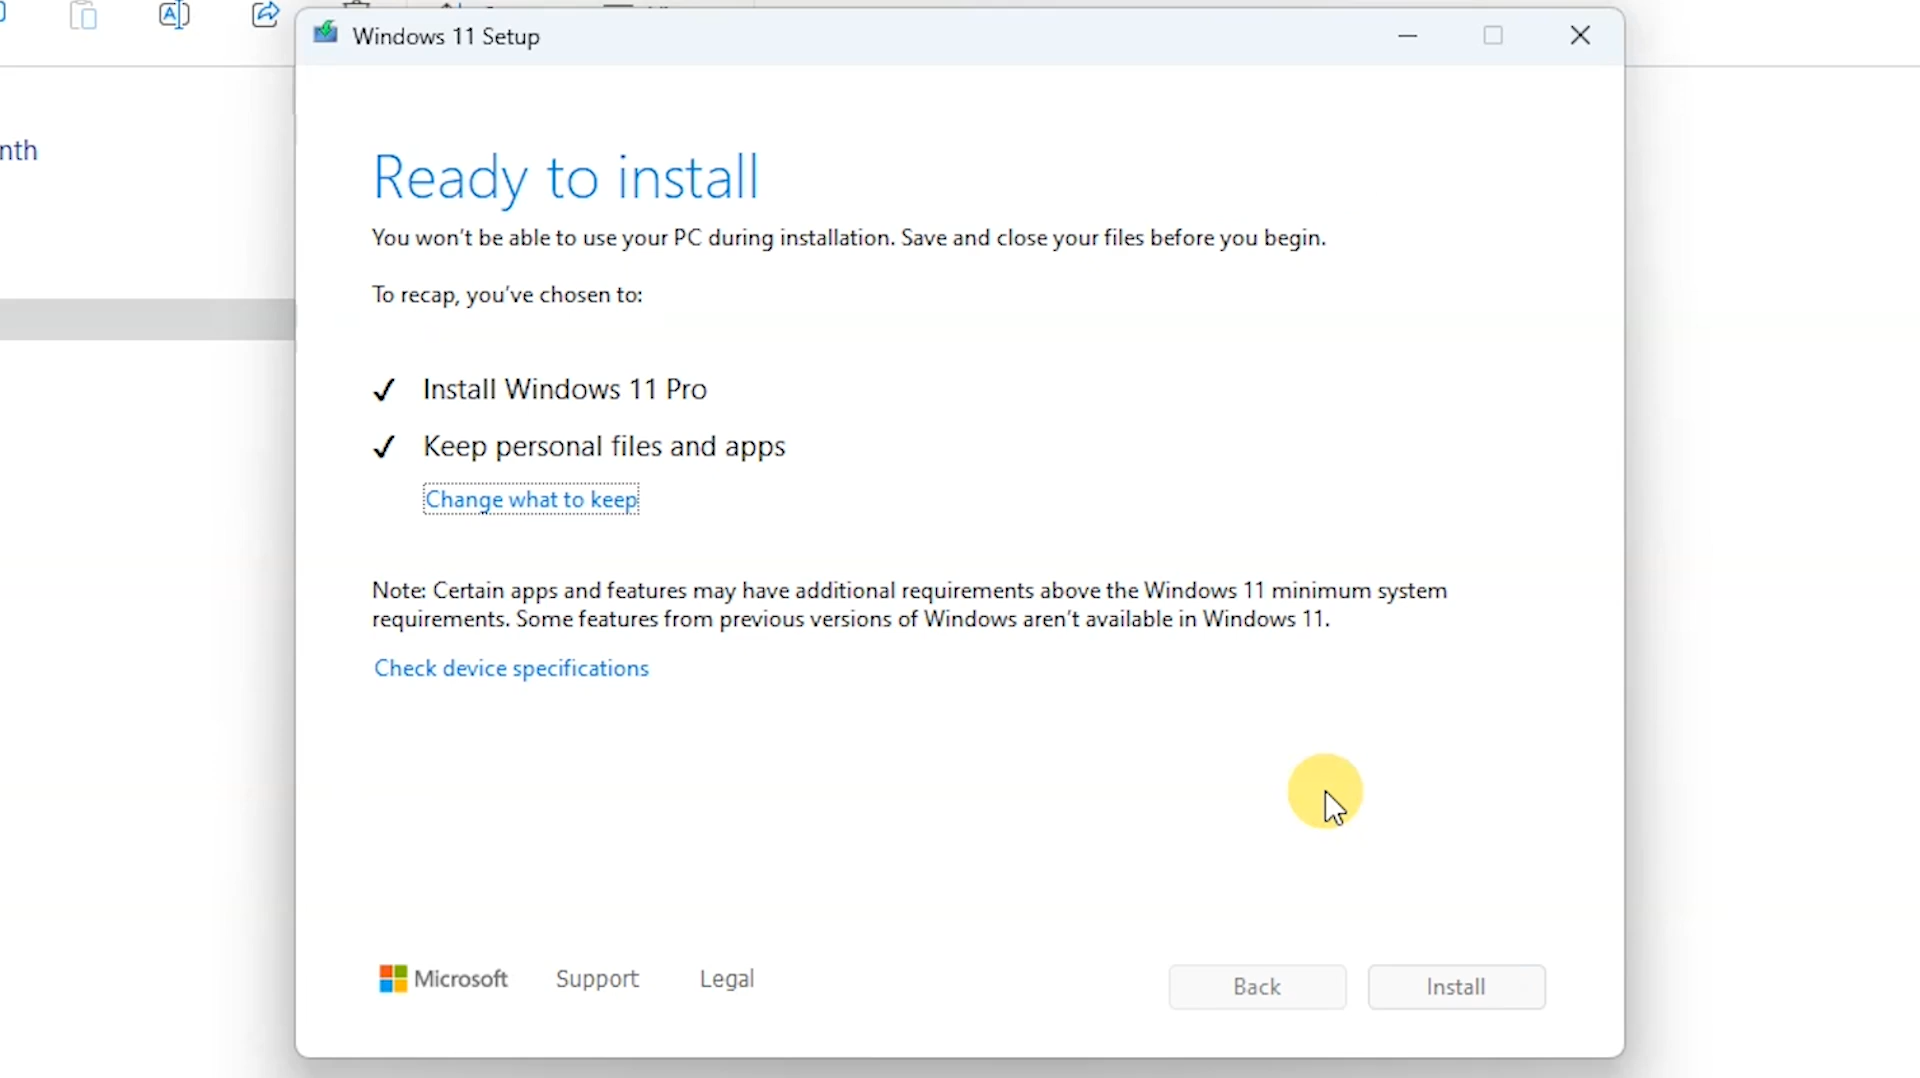 Windows 11 Setup
nth
Ready to install
You won't be able to use your PC during installation. Save and close your files before you begin.
To recap, you've chosen to:
✓ Install Windows 11 Pro
✓ Keep personal files and apps
Change what to keep
Note: Certain apps and features may have additional requirements above the Windows 11 minimum system
requirements. Some features from previous versions of Windows aren't available in Windows 11.
Check device specifications
Microsoft Support Legal
Back Install